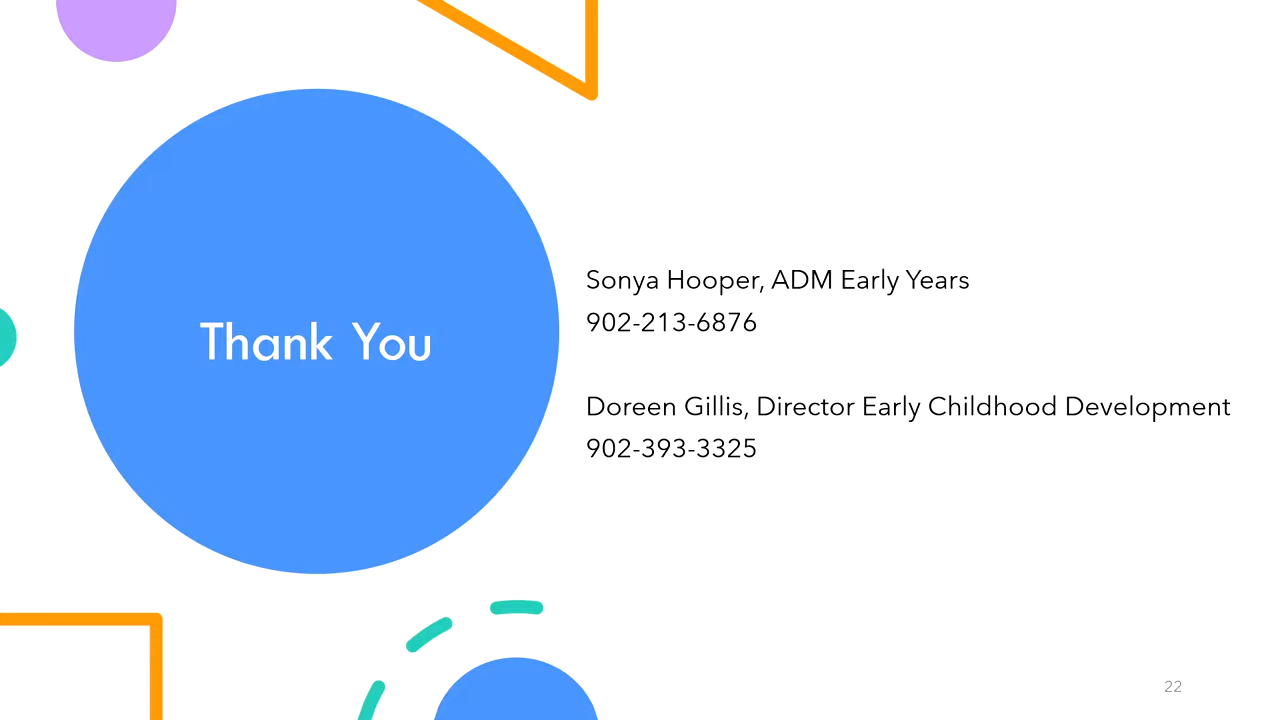 Thank You
Sonya Hooper, ADM Early Years
902-213-6876
Doreen Gillis, Director Early Childhood Development
902-393-3325
22